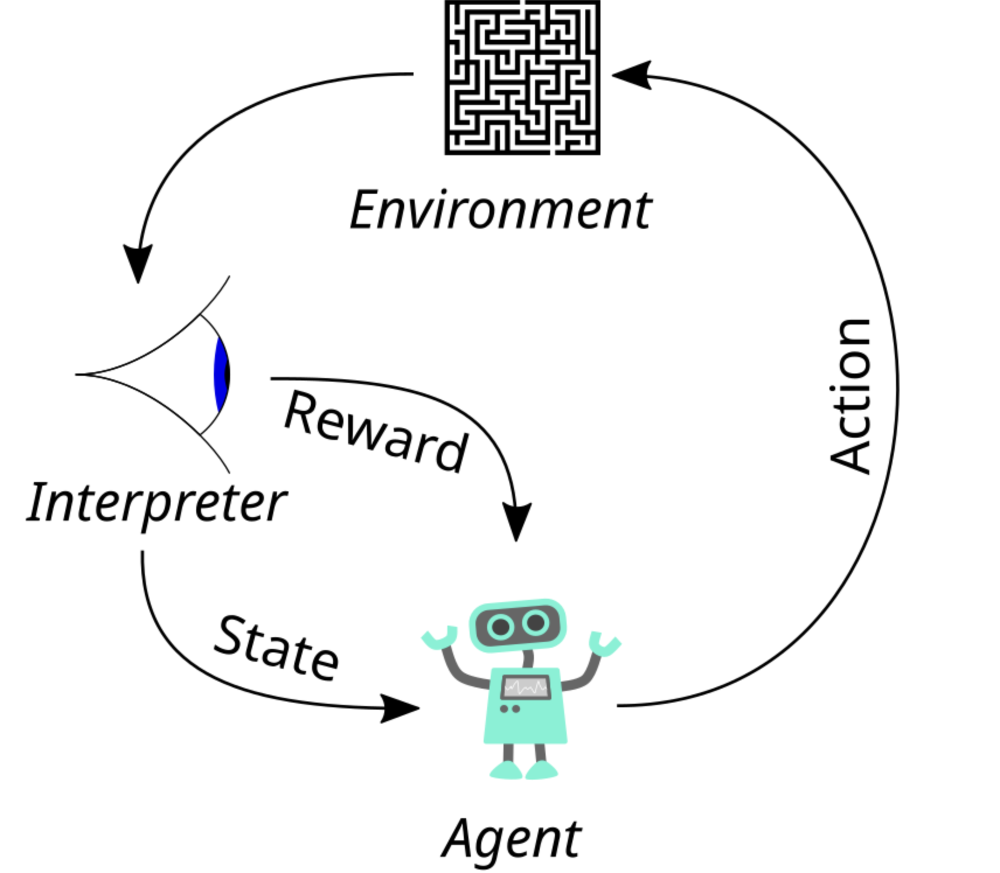 Environment
Reward
Action
Interpreter
State
Agent